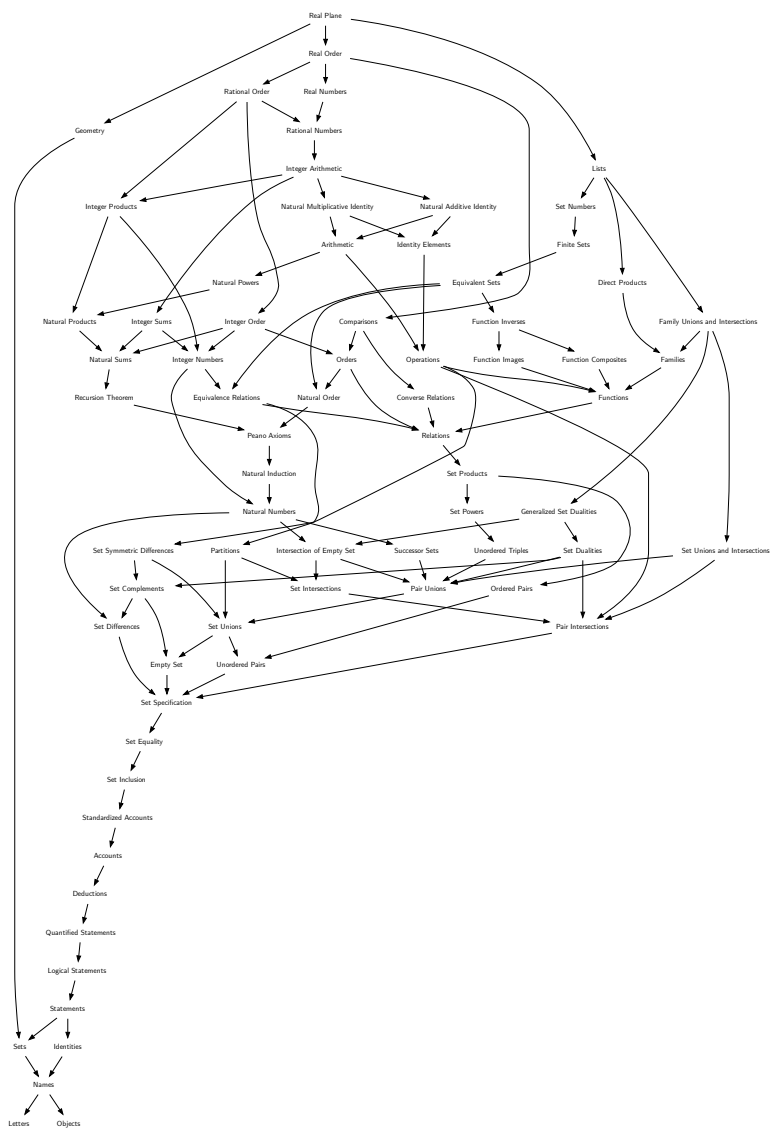 Real Plane
Real Order
Rational Order Real Numbers
Geometry Rational Numbers
Integer Arithmetic Lists
Integer Products Natural Multiplicative Identity Natural Additive Identity Set Numbers
Arithmetic Identity Elements Finite Sets
Natural Powers Equivalent Sets Direct Products
Natural Products Integer Sums Integer Order Comparisons Function Inverses Family Unions and Intersections
Natural Sums Integer Numbers Orders Operations Function Images Function Composites Families
Recursion Theorem Equivalence Relations Natural Order Converse Relations Functions
Peano Axioms Relations
Natural Induction Set Products
Natural Numbers Set Powers Generalized Set Dualities
Set Symmetric Differences Partitions Intersection of Empty Set Successor Sets Unordered Triples Set Dualities Set Unions and Intersections
Set Complements Set Intersections Pair Unions Ordered Pairs
Set Differences Set Unions Pair Intersections
Empty Set Unordered Pairs
Set Specification
Set Equality
Set Inclusion
Standardized Accounts
Accounts
Deductions
Quantified Statements
Logical Statements
Statements
Sets Identities
Names
Letters Objects